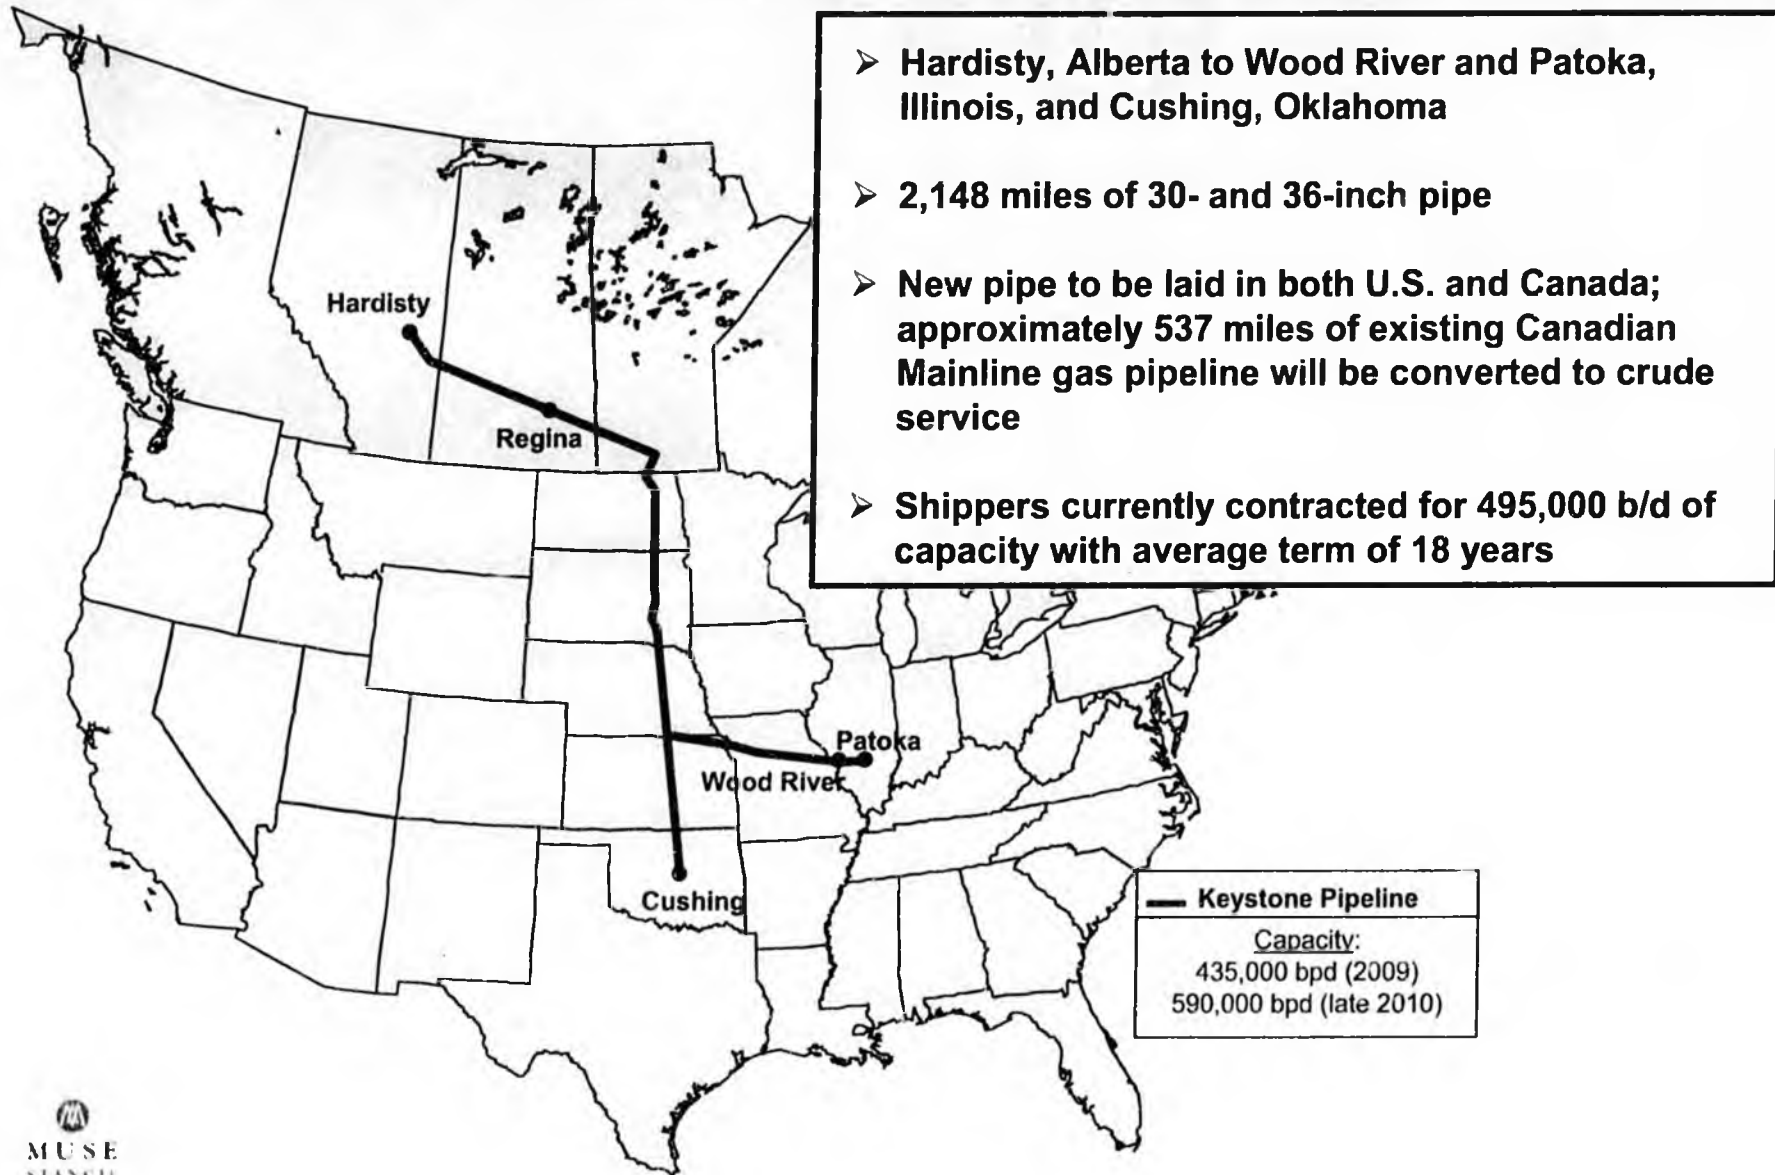 ➢ Hardisty, Alberta to Wood River and Patoka,
Illinois, and Cushing, Oklahoma
➢ 2,148 miles of 30- and 36-inch pipe
➢ New pipe to be laid in both U.S. and Canada;
approximately 537 miles of existing Canadian
Mainline gas pipeline will be converted to crude
service
➢ Shippers currently contracted for 495,000 b/d of
capacity with average term of 18 years
Hardisty
Regina
Patoka
Wood River
Cushing
Keystone Pipeline
Capacity:
435,000 bpd (2009)
590,000 bpd (late 2010)
MUSE